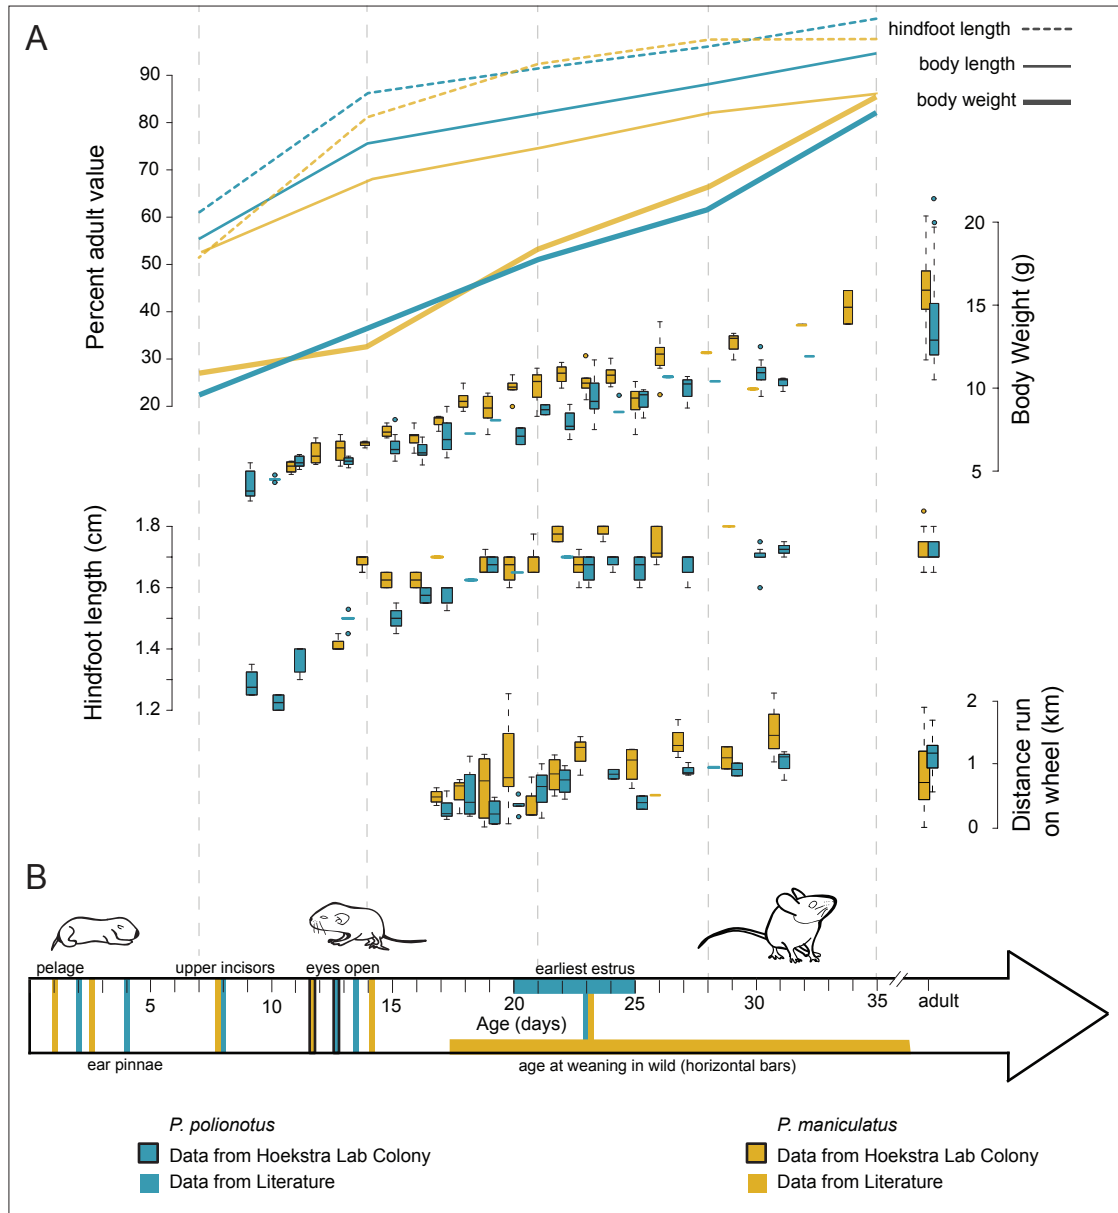 A
hindfoot length
body length
body weight
Percent adult value
90
80
70
60
50
40
30
20
Body Weight (g)
20
15
10
5
Hindfoot length (cm)
1.8
1.6
1.4
1.2
Distance run
on wheel (km)
2
1
0
B
pelage
upper incisors
eyes open
earliest estrus
5
10
15
20
25
30
35
adult
Age (days)
ear pinnae
age at weaning in wild (horizontal bars)
P. polionotus
Data from Hoekstra Lab Colony
Data from Literature
P. maniculatus
Data from Hoekstra Lab Colony
Data from Literature